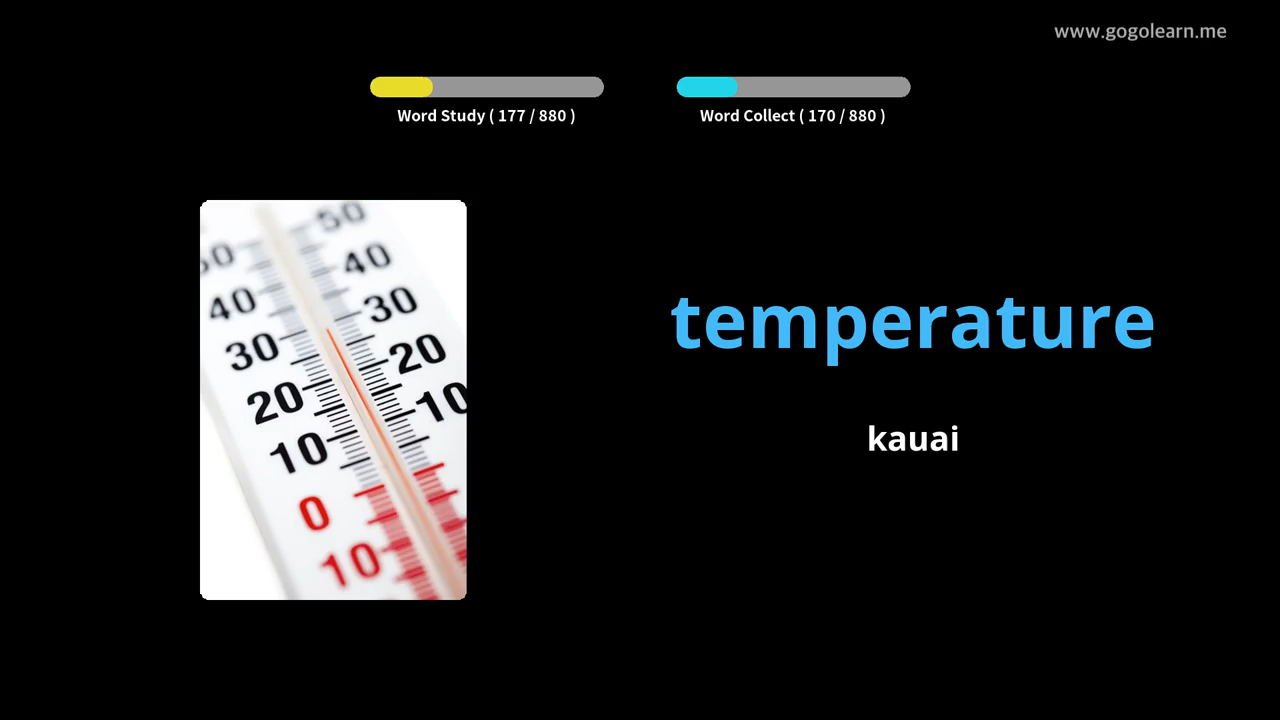 www.gogolearn.me
Word Study ( 177 / 880 )
Word Collect ( 170 / 880 )
50
50
40
40
30
30
20
20
10
10
0
10
temperature
kauai